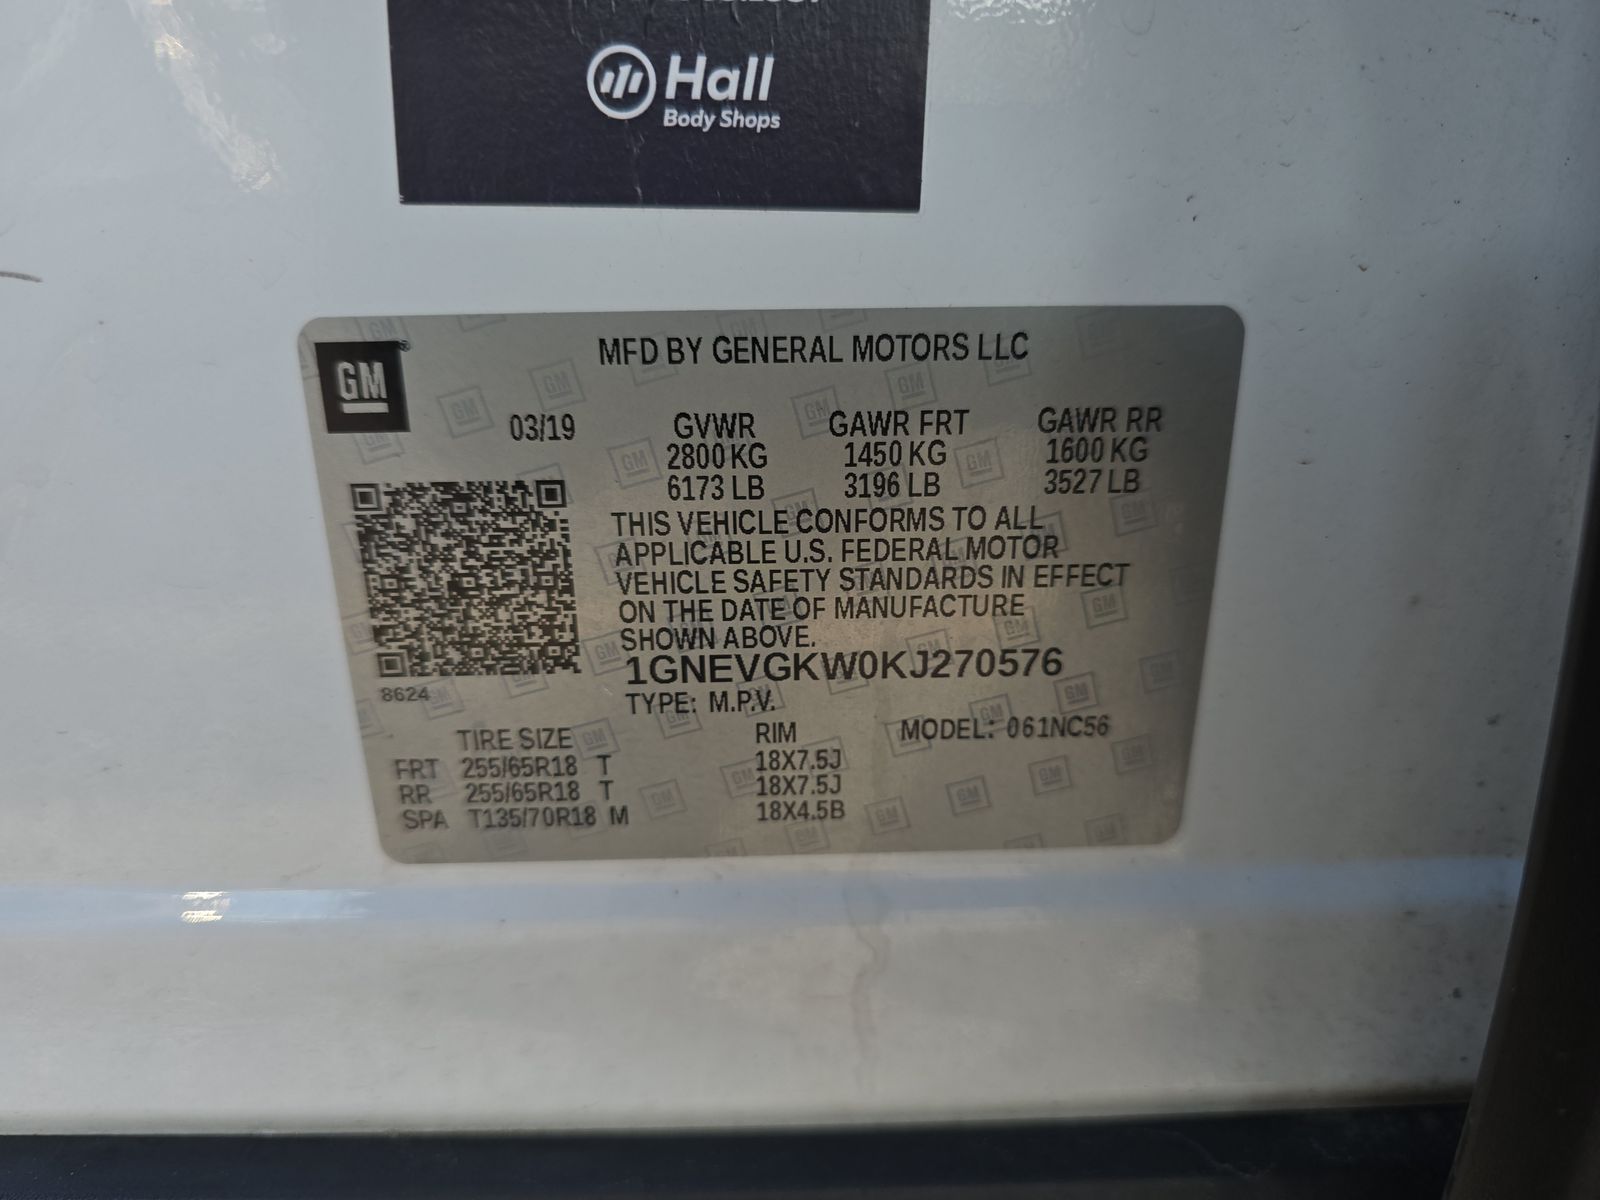 Hall
Body Shops
GM
MFD BY GENERAL MOTORS LLC
03/19 GVWR GAWR FRT GAWR RR
2800 KG 1450 KG 1600 KG
6173 LB 3196 LB 3527 LB
THIS VEHICLE CONFORMS TO ALL
APPLICABLE U.S. FEDERAL MOTOR
VEHICLE SAFETY STANDARDS IN EFFECT
ON THE DATE OF MANUFACTURE
SHOWN ABOVE.
1GNEVGKW0KJ270576
8624
TYPE: M.P.V.
TIRE SIZE RIM MODEL: 061NC56
FRT 255/65R18 T 18X7.5J
RR 255/65R18 T 18X7.5J
SPA T135/70R18 M 18X4.5B